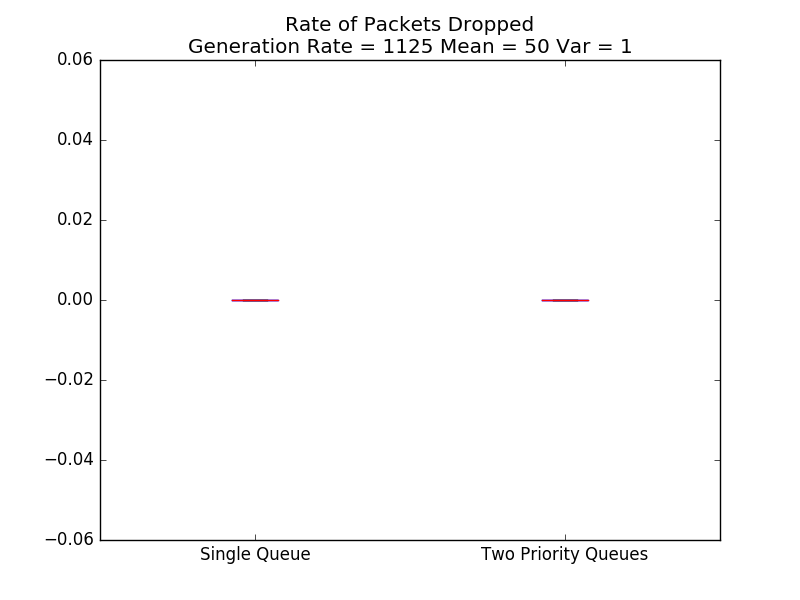 Rate of Packets Dropped
Generation Rate = 1125 Mean = 50 Var = 1
0.06
0.04
0.02
0.00
−0.02
−0.04
−0.06
Single Queue
Two Priority Queues